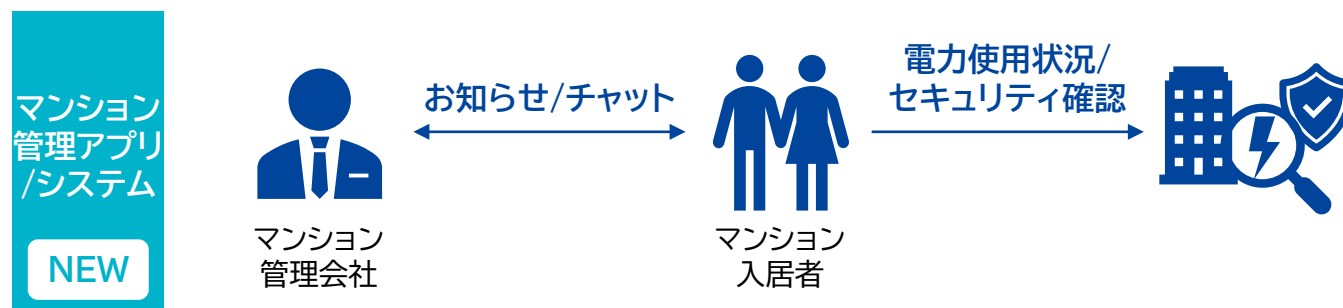 マンション
管理アプリ
/システム
NEW
お知らせ/チャット
マンション
管理会社
マンション
入居者
電力使用状況/
セキュリティ確認